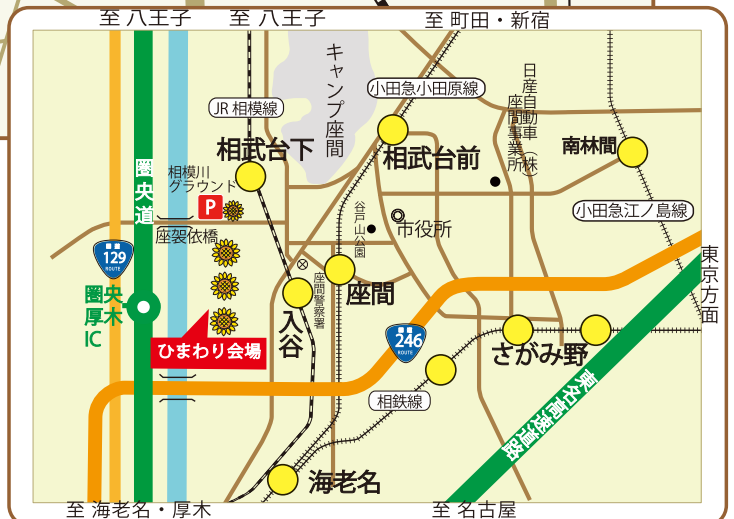 至 八王子
至 八王子
至 町田・新宿
キャンプ座間
小田急小田原線
日産自動車(株)
座間事業所
JR 相模線
相武台下
相武台前
南林間
圏央道
相模川
グラウンド
P
小田急江ノ島線
谷戸山公園
市役所
座架依橋
国道
129
ROUTE
東京方面
座間警察署
座間
圏央
厚木
IC
入谷
ひまわり会場
国道
246
ROUTE
さがみ野
相鉄線
東名高速道路
海老名
至 海老名・厚木
至 名古屋